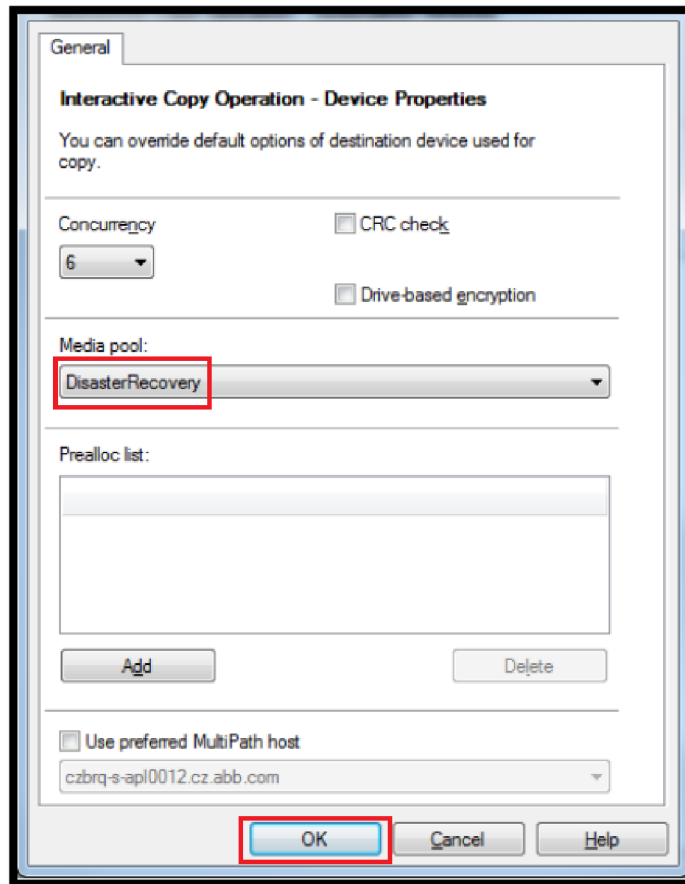 General
Interactive Copy Operation - Device Properties
You can override default options of destination device used for
copy.
Concurrency
CRC check
6
Drive-based encryption
Media pool:
DisasterRecovery
Prealloc list:
Add
Delete
Use preferred MultiPath host
czbrq-s-apl0012.cz.abb.com
OK
Cancel
Help